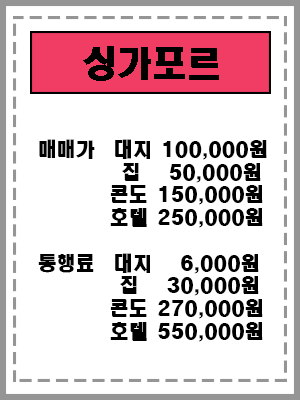 싱가포르
매매가 대지 100,000원
집 50,000원
콘도 150,000원
호텔 250,000원
통행료 대지 6,000원
집 30,000원
콘도 270,000원
호텔 550,000원